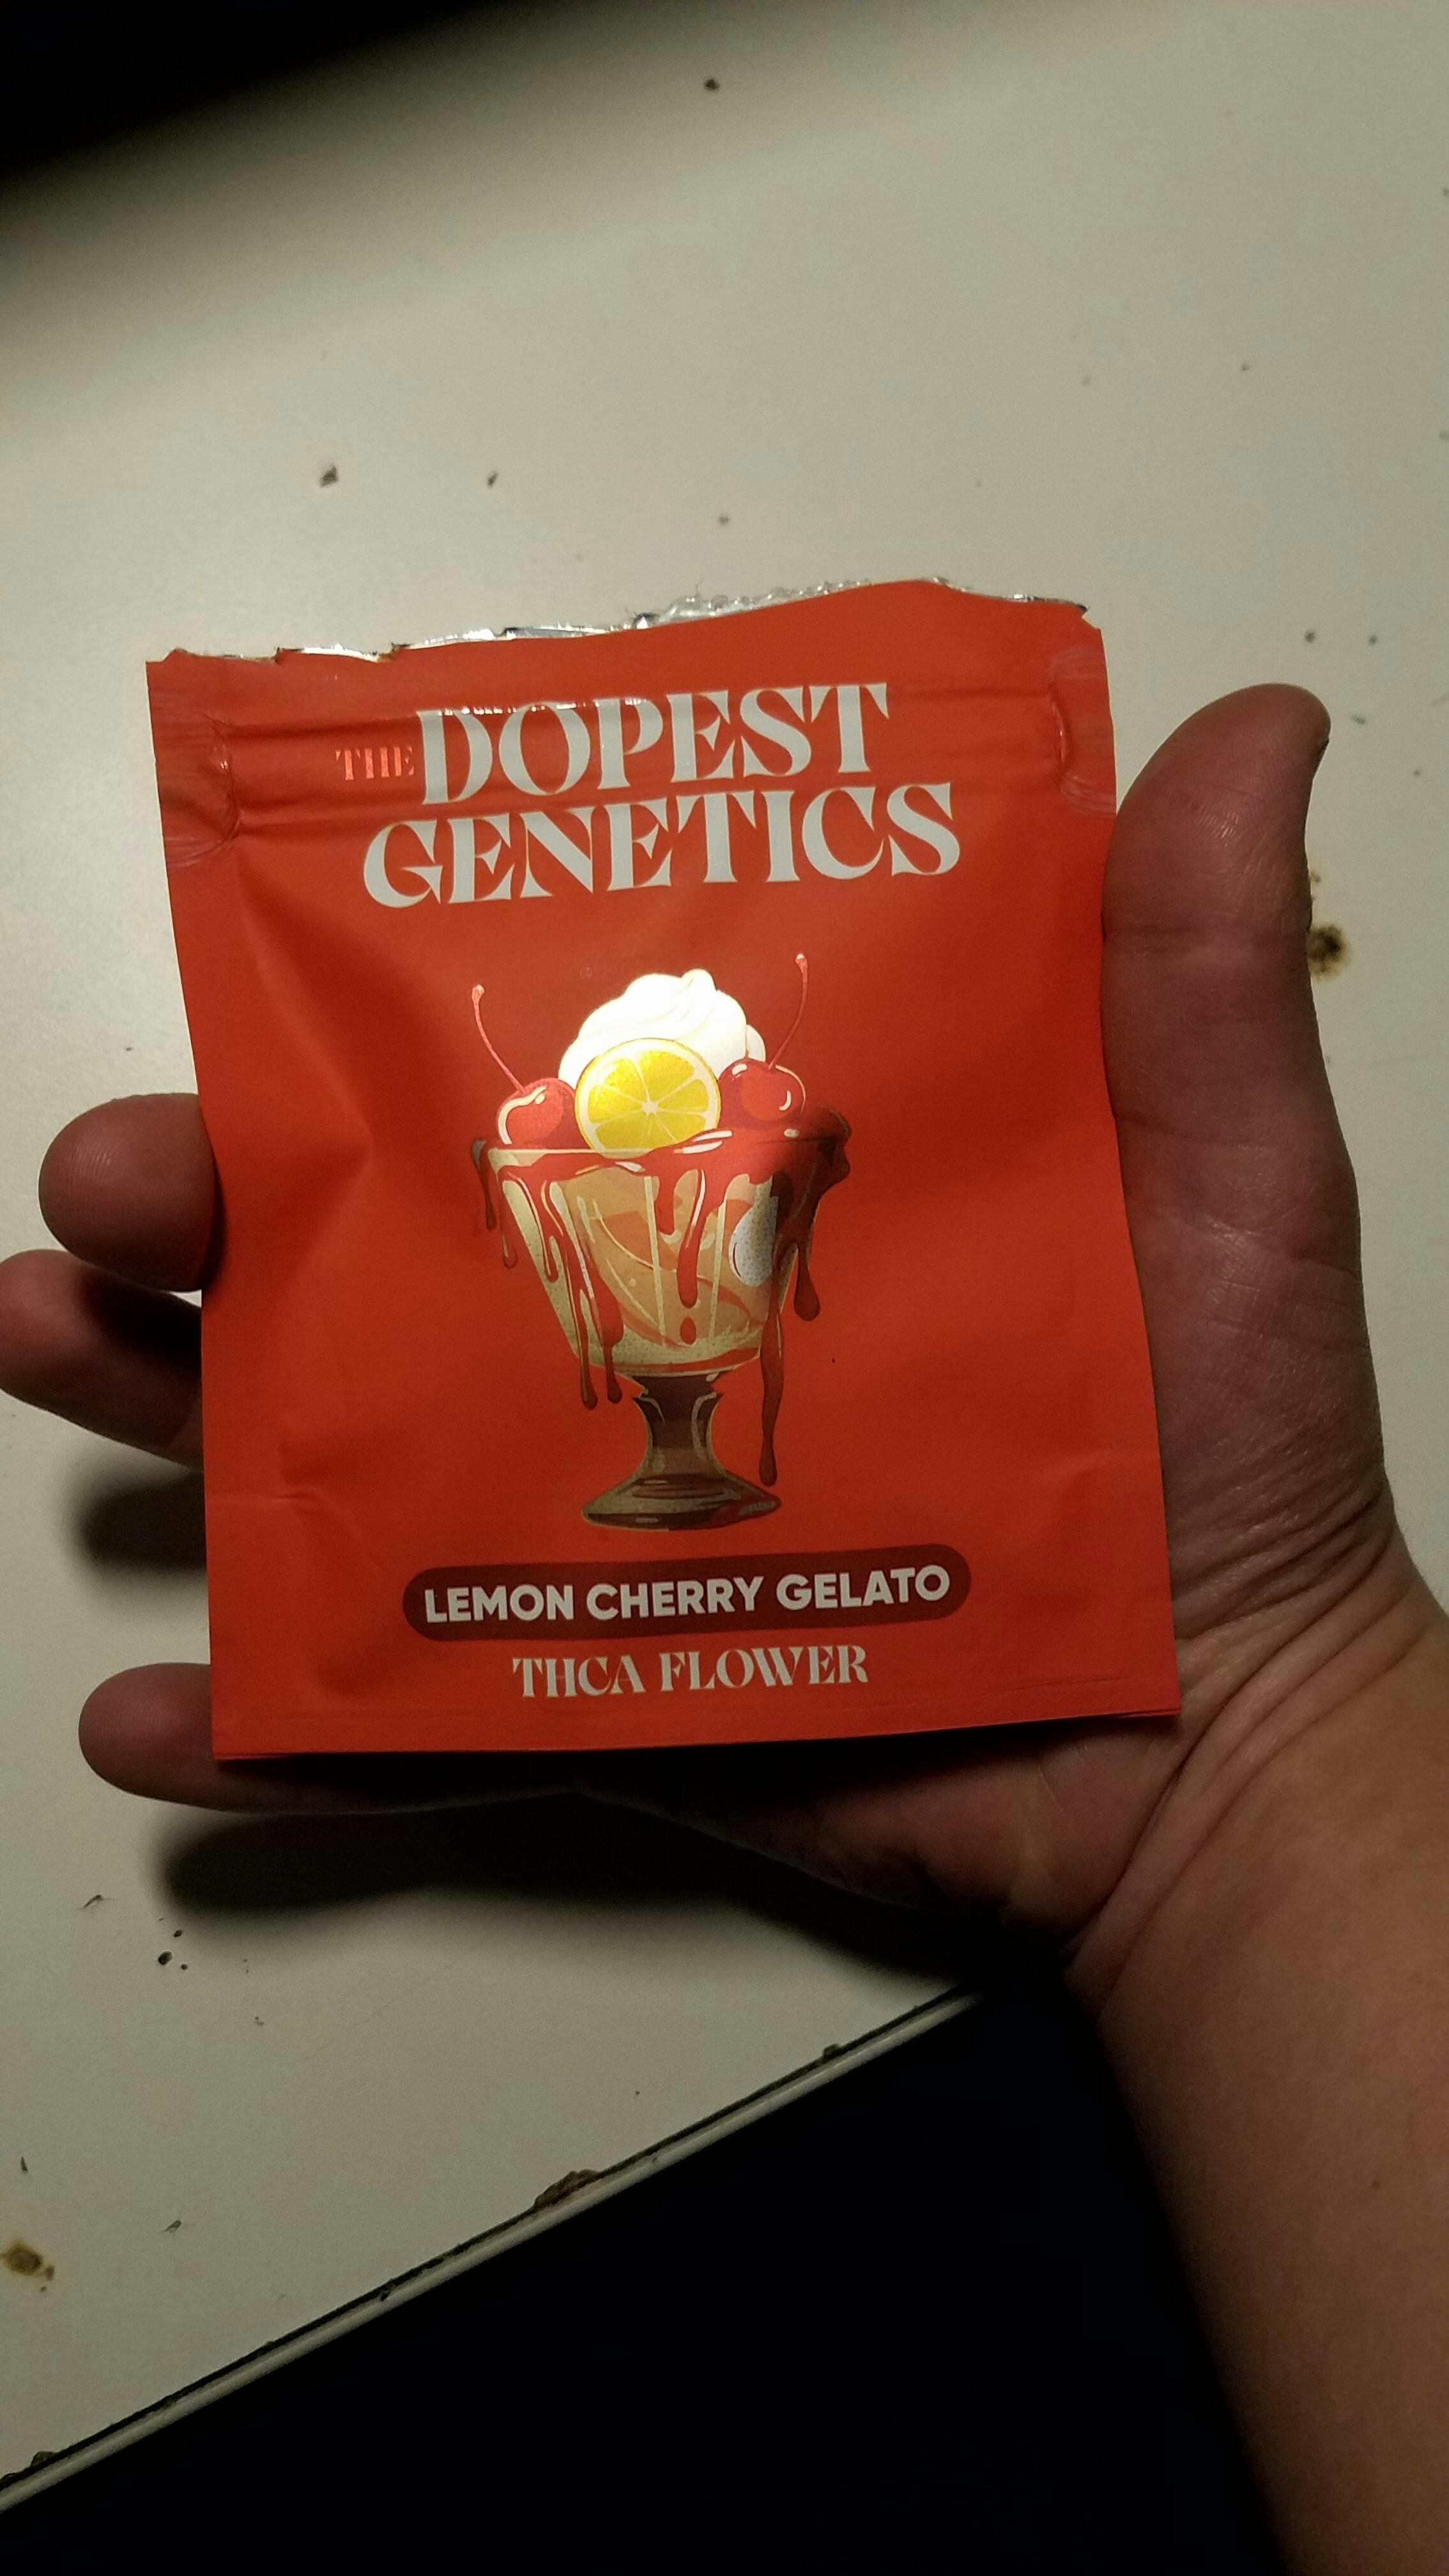 THE DOPEST
GENETICS
LEMON CHERRY GELATO
THCA FLOWER